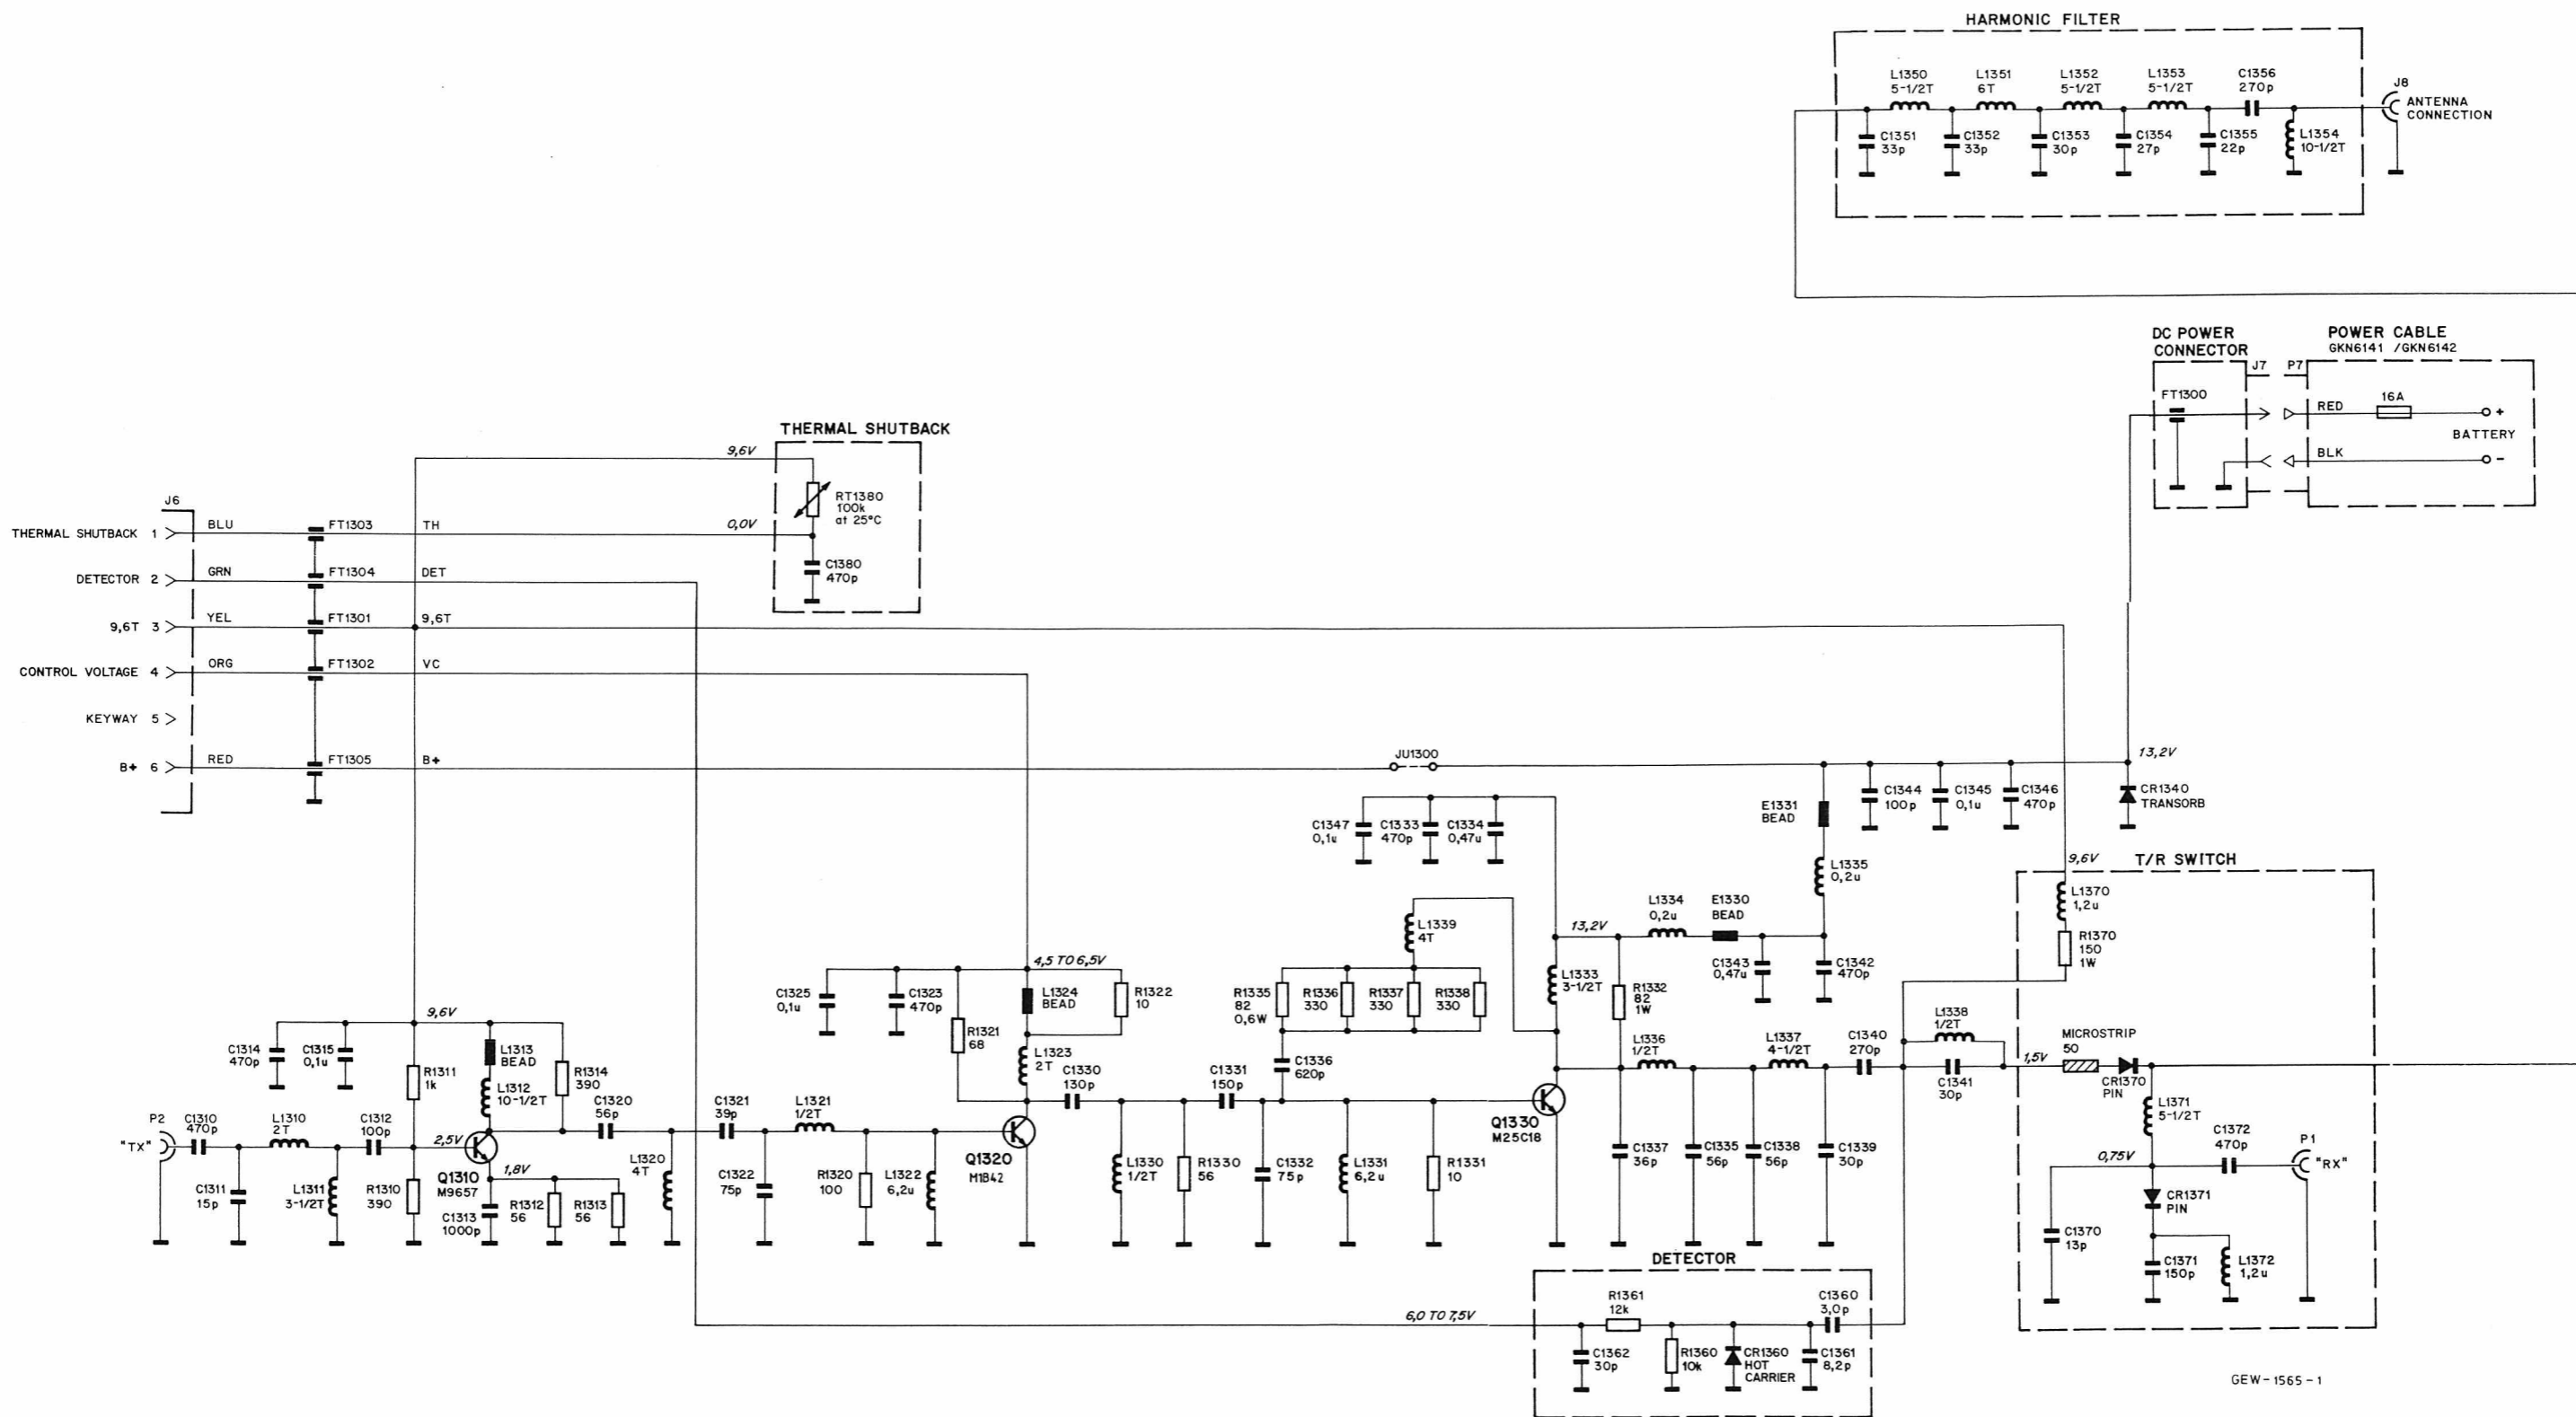 HARMONIC FILTER
L1350
5-1/2T
L1351
6T
L1352
5-1/2T
L1353
5-1/2T
C1356
270p
J8
ANTENNA
CONNECTION
C1351
33p
C1352
33p
C1353
30p
C1354
27p
C1355
22p
L1354
10-1/2T
DC POWER
CONNECTOR
POWER CABLE
GKN6141 /GKN6142
J7
P7
FT1300
RED
16A
+
BATTERY
BLK
-
THERMAL SHUTBACK
9,6V
RT1380
100k
at 25°C
0,0V
C1380
470p
J6
THERMAL SHUTBACK 1
BLU
FT1303
TH
DETECTOR 2
GRN
FT1304
DET
9,6T 3
YEL
FT1301
9,6T
CONTROL VOLTAGE 4
ORG
FT1302
VC
KEYWAY 5
B+ 6
RED
FT1305
B+
JU1300
13,2V
C1344
100p
C1345
0,1u
C1346
470p
CR1340
TRANSORB
E1331
BEAD
L1335
0,2u
C1347
0,1u
C1333
470p
C1334
0,47u
9,6V
T/R SWITCH
L1370
1,2u
R1370
150
1W
L1339
4T
13,2V
L1334
0,2u
E1330
BEAD
C1343
0,47u
C1342
470p
L1333
3-1/2T
R1332
82
1W
R1335
82
0,6W
R1336
330
R1337
330
R1338
330
4,5 TO 6,5V
C1325
0,1u
C1323
470p
L1324
BEAD
R1322
10
R1321
68
L1323
2T
9,6V
C1314
470p
C1315
0,1u
R1311
1k
L1313
BEAD
L1312
10-1/2T
R1314
390
P2
"TX"
C1310
470p
L1310
2T
C1312
100p
2,5V
C1311
15p
L1311
3-1/2T
R1310
390
Q1310
M9657
1,8V
C1313
1000p
R1312
56
R1313
56
C1320
56p
L1320
4T
C1321
39p
C1322
75p
L1321
1/2T
R1320
100
L1322
6,2u
Q1320
M1B42
C1330
130p
L1330
1/2T
R1330
56
C1331
150p
C1332
75p
C1336
620p
L1331
6,2u
R1331
10
Q1330
M25C18
L1336
1/2T
L1337
4-1/2T
C1340
270p
C1337
36p
C1335
56p
C1338
56p
C1339
30p
L1338
1/2T
C1341
30p
1,5V
MICROSTRIP
50
CR1370
PIN
L1371
5-1/2T
C1372
470p
P1
"RX"
0,75V
CR1371
PIN
C1370
13p
C1371
150p
L1372
1,2u
DETECTOR
6,0 TO 7,5V
R1361
12k
C1360
3,0p
C1362
30p
R1360
10k
CR1360
HOT
CARRIER
C1361
8,2p
GEW-1565-1